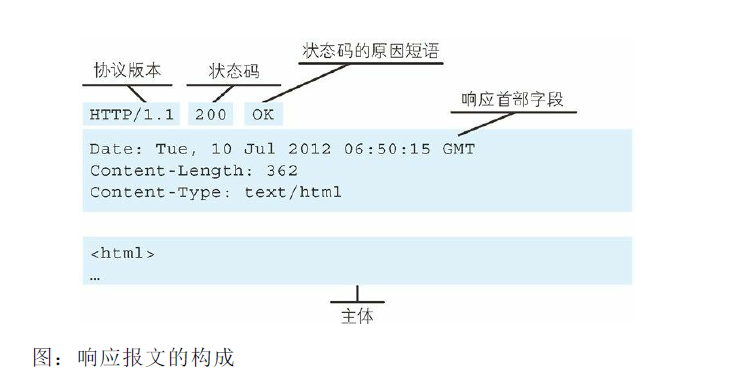 状态码的原因短语
协议版本 状态码
响应首部字段
HTTP/1.1 200 OK
Date: Tue, 10 Jul 2012 06:50:15 GMT
Content-Length: 362
Content-Type: text/html
<html>
…
主体
图：响应报文的构成